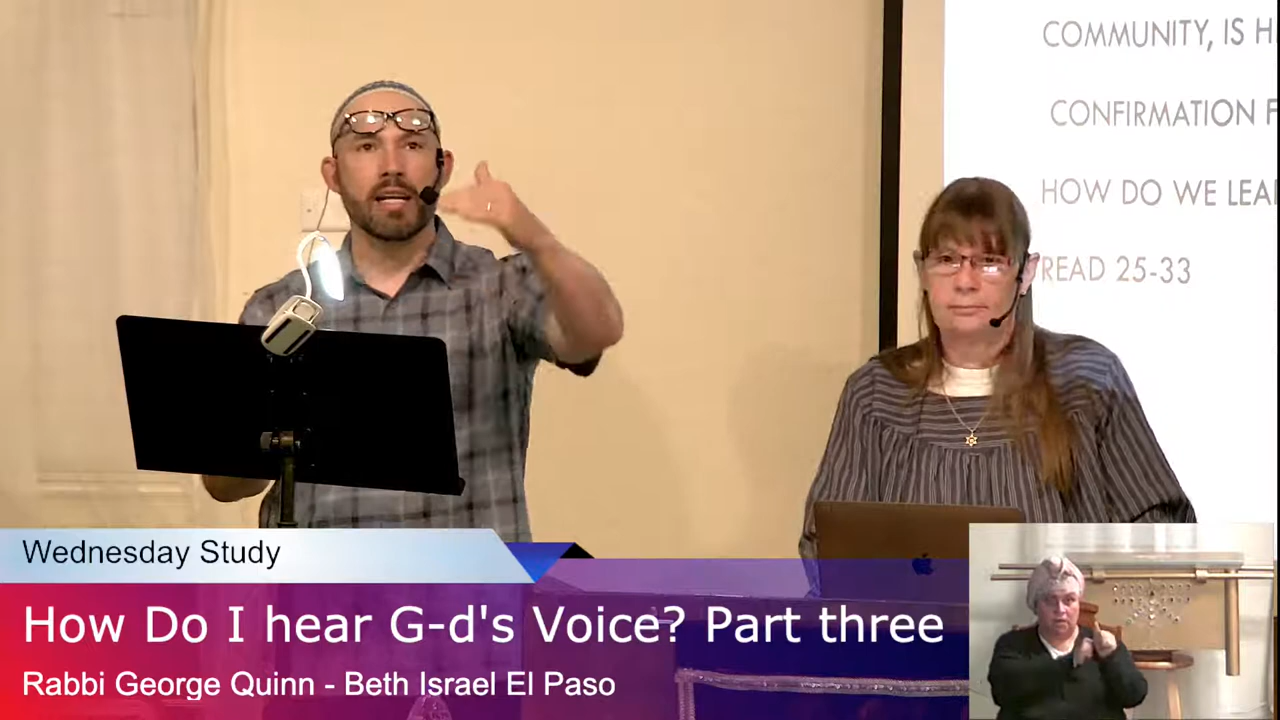 COMMUNITY, IS H
CONFIRMATION F
HOW DO WE LEA
READ 25-33
Wednesday Study
How Do I hear G-d's Voice? Part three
Rabbi George Quinn - Beth Israel El Paso